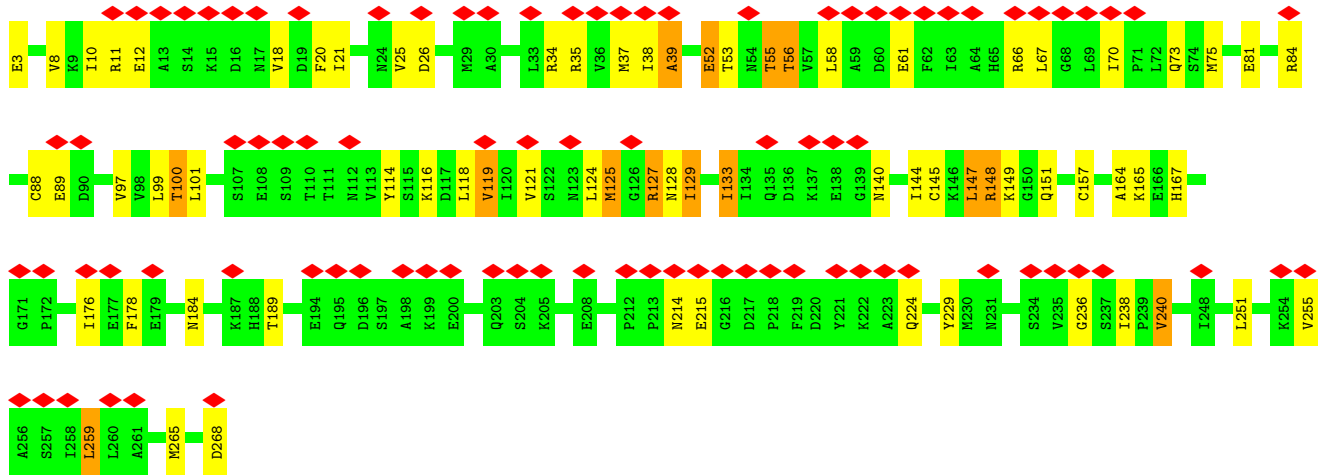 E3 V8 K9 I10 R11 E12 A13 S14 K15 D16 N17 V18 D19 F20 I21 N24 V25 D26 M29 A30 L33 R34 R35 V36 M37 I38 A39 E52 T53 N54 T55 T56 V57 L58 A59 D60 E61 F62 I63 A64 H65 R66 L67 G68 L69 I70 P71 L72 Q73 S74 M75 E81 R84
C88 E89 D90 V97 V98 L99 T100 L101 S107 E108 S109 T110 T111 N112 V113 Y114 S115 K116 D117 L118 V119 I120 V121 S122 N123 L124 M125 G126 R127 N128 I129 I133 I134 Q135 D136 K137 E138 G139 N140 I144 C145 K146 L147 R148 K149 G150 Q151 C157 A164 K165 E166 H167
G171 P172 I176 E177 F178 E179 N184 K187 H188 T189 E194 Q195 D196 S197 A198 K199 E200 Q203 S204 K205 E208 P212 P213 N214 E215 G216 D217 P218 F219 D220 Y221 K222 A223 Q224 Y229 M230 N231 S234 V235 G236 S237 I238 P239 V240 I248 L251 K254 V255
A256 S257 I258 L259 L260 A261 M265 D268